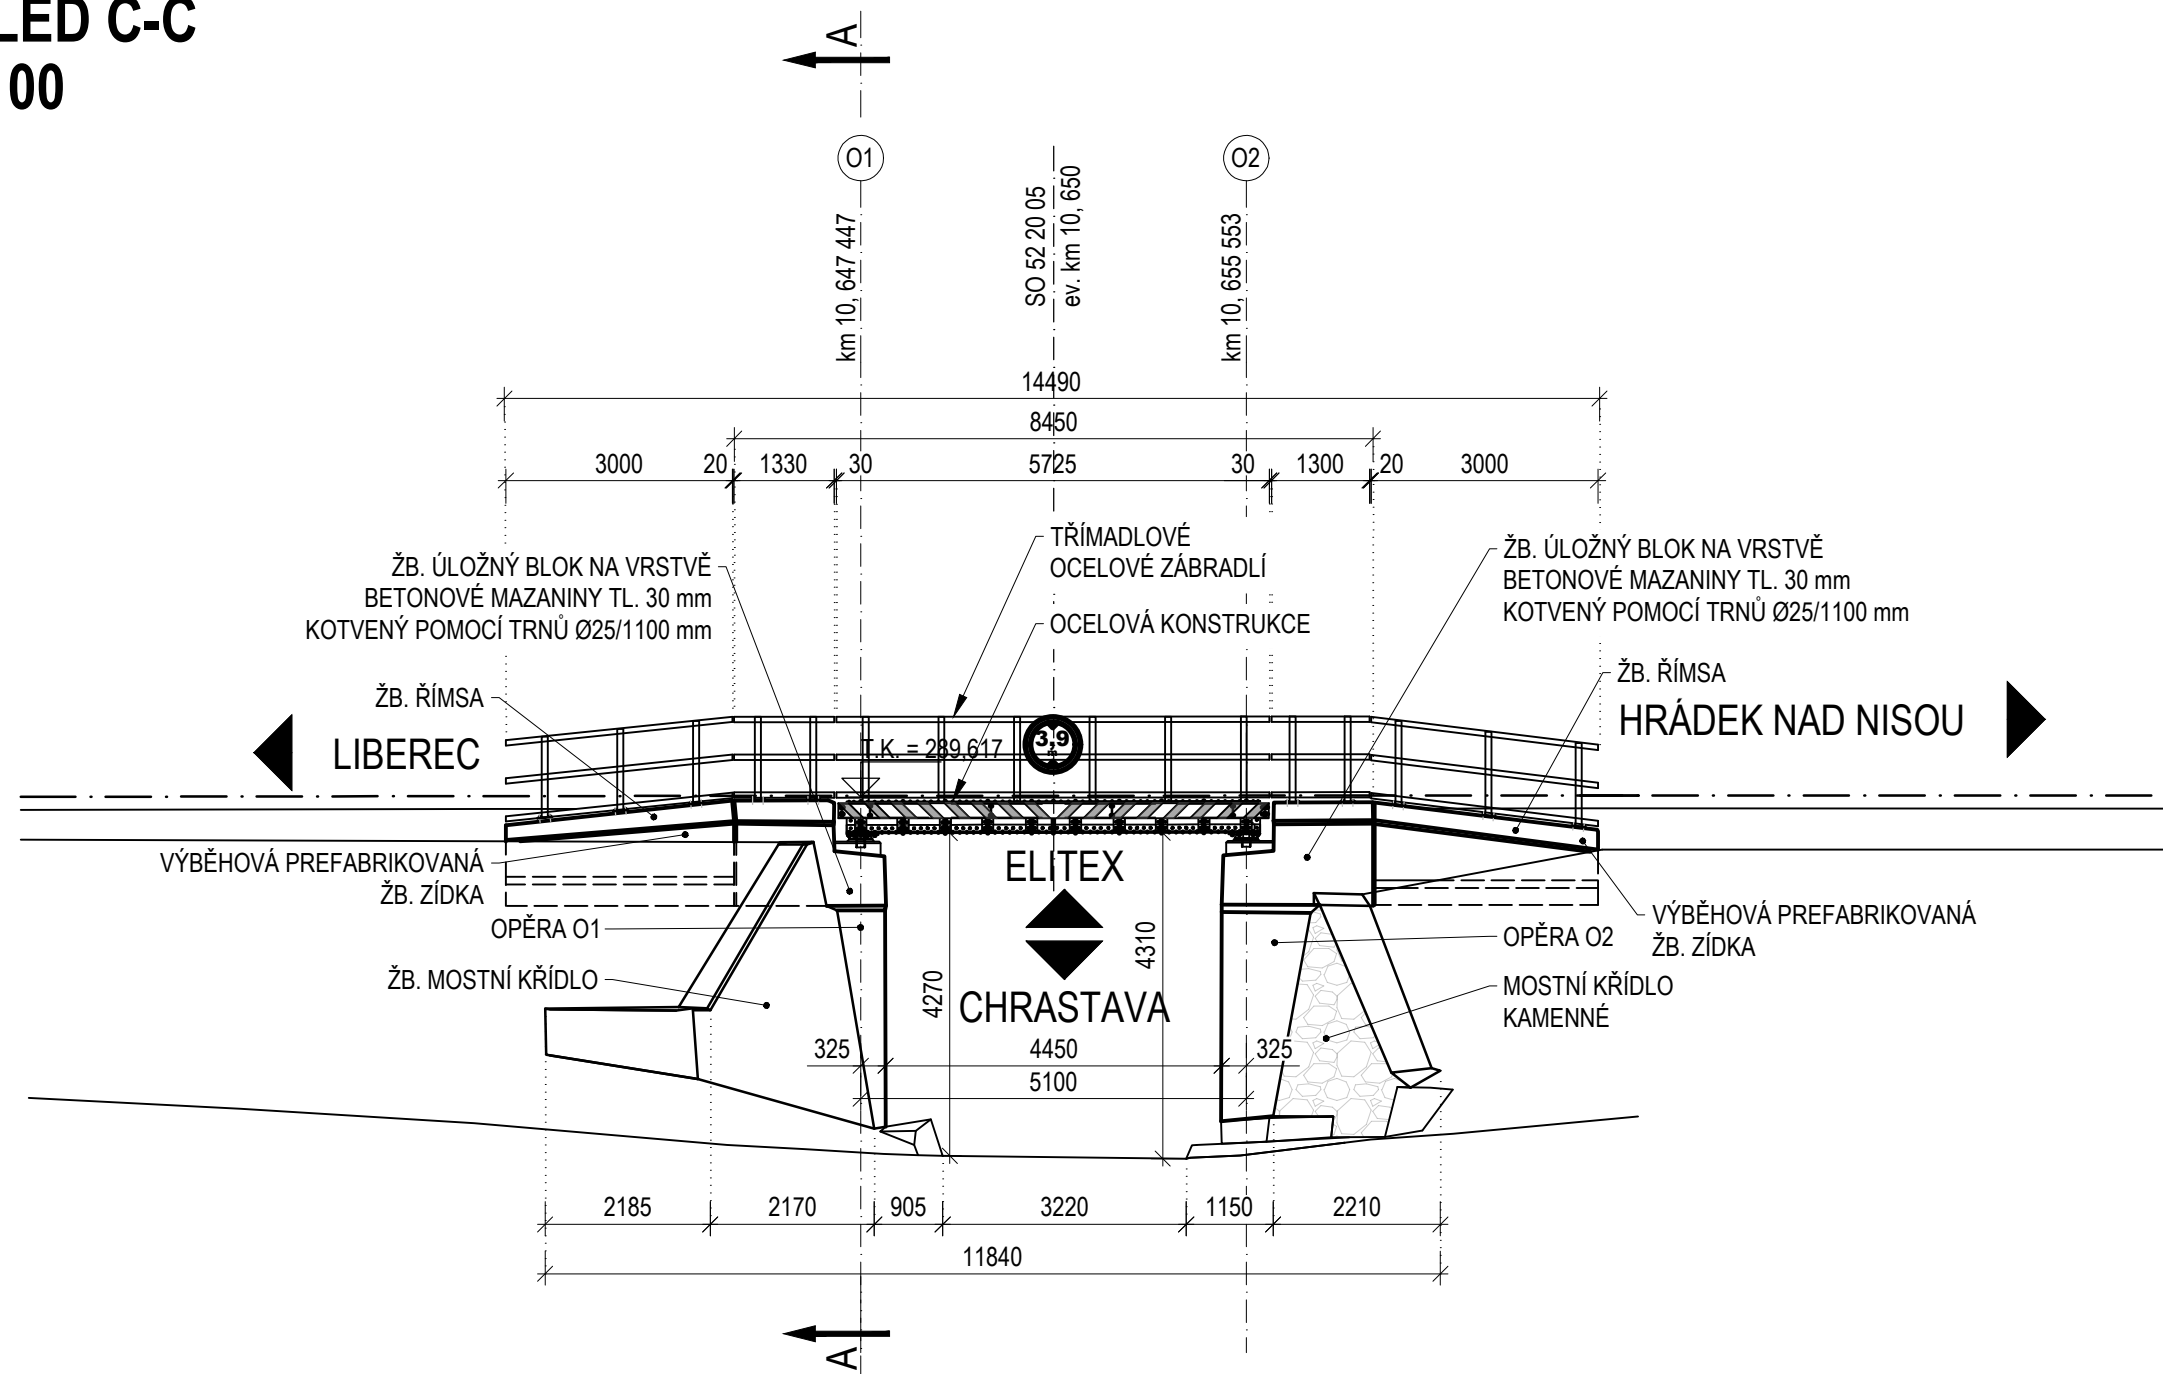 LED C-C
00
A
O1
O2
km 10, 647 447
SO 52 20 05
ev. km 10, 650
km 10, 655 553
14490
8450
3000 20 1330 30 5725 30 1300 20 3000
TŘÍMADLOVÉ
OCELOVÉ ZÁBRADLÍ
OCELOVÁ KONSTRUKCE
ŽB. ÚLOŽNÝ BLOK NA VRSTVĚ
BETONOVÉ MAZANINY TL. 30 mm
KOTVENÝ POMOCÍ TRNŮ Ø25/1100 mm
ŽB. ÚLOŽNÝ BLOK NA VRSTVĚ
BETONOVÉ MAZANINY TL. 30 mm
KOTVENÝ POMOCÍ TRNŮ Ø25/1100 mm
ŽB. ŘÍMSA
ŽB. ŘÍMSA
LIBEREC
HRÁDEK NAD NISOU
T.K. = 289,617
3,9
VÝBĚHOVÁ PREFABRIKOVANÁ
ŽB. ZÍDKA
ELITEX
CHRASTAVA
OPĚRA O1
ŽB. MOSTNÍ KŘÍDLO
VÝBĚHOVÁ PREFABRIKOVANÁ
ŽB. ZÍDKA
OPĚRA O2
MOSTNÍ KŘÍDLO
KAMENNÉ
4270
4310
325 4450 325
5100
2185 2170 905 3220 1150 2210
11840
A